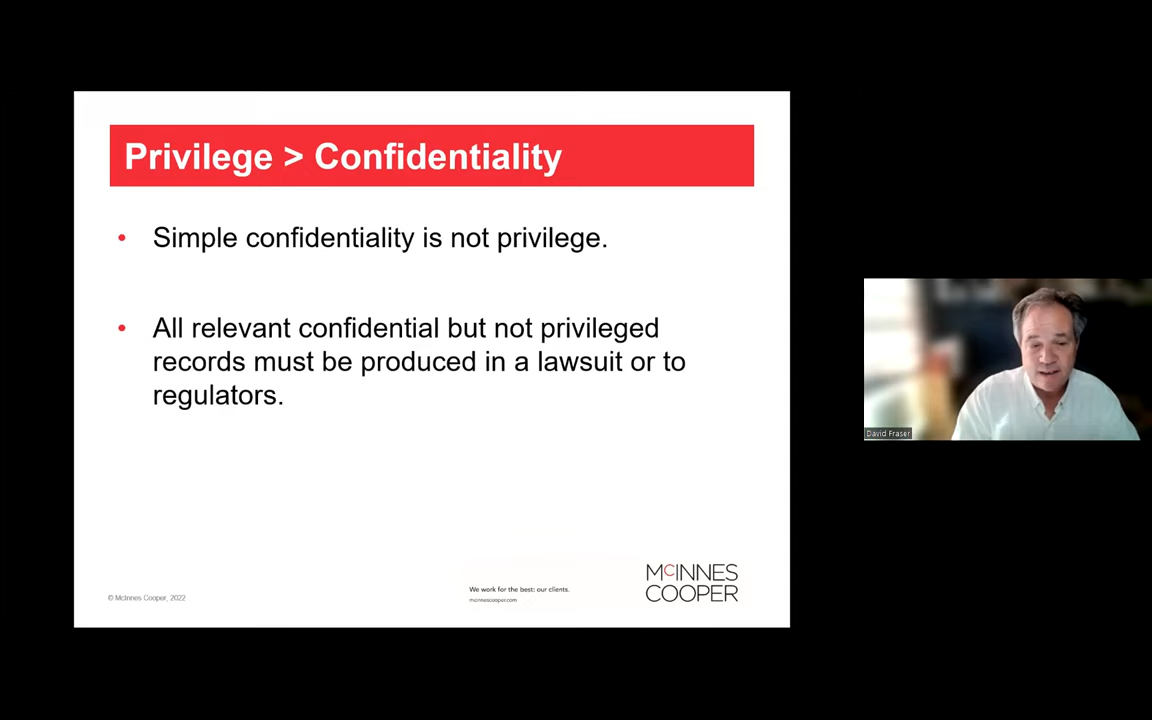 Privilege > Confidentiality
• Simple confidentiality is not privilege.
• All relevant confidential but not privileged
records must be produced in a lawsuit or to
regulators.
© McInnes Cooper, 2022
We work for the best: our clients.
mcinnescooper.com
McINNES
COOPER
David Fraser